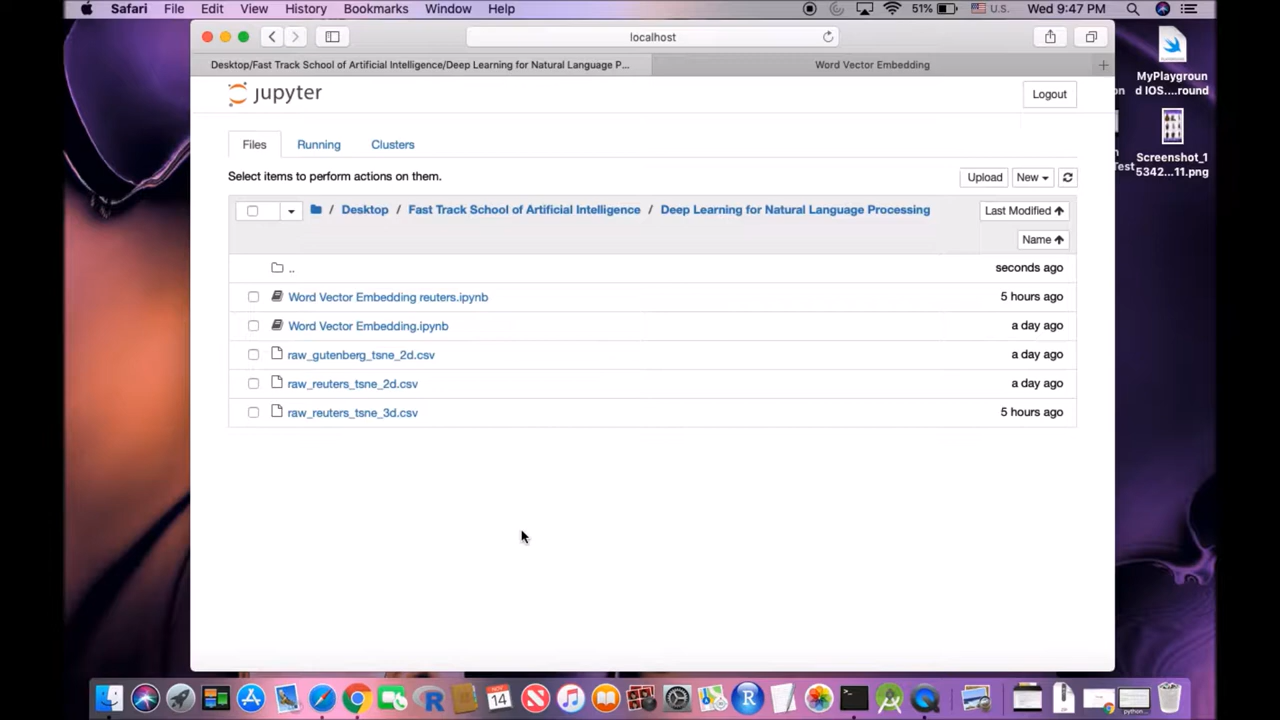 Safari File Edit View History Bookmarks Window Help 51% U.S. Wed 9:47 PM
localhost
Desktop/Fast Track School of Artificial Intelligence/Deep Learning for Natural Language P... Word Vector Embedding
jupyter Logout
Files Running Clusters
Select items to perform actions on them. Upload New
/ Desktop / Fast Track School of Artificial Intelligence / Deep Learning for Natural Language Processing Last Modified
Name
.. seconds ago
Word Vector Embedding reuters.ipynb 5 hours ago
Word Vector Embedding.ipynb a day ago
raw_gutenberg_tsne_2d.csv a day ago
raw_reuters_tsne_2d.csv a day ago
raw_reuters_tsne_3d.csv 5 hours ago
MyPlaygroun
d IOS....round
Screenshot_1
5342...11.png
NOV
14
python...